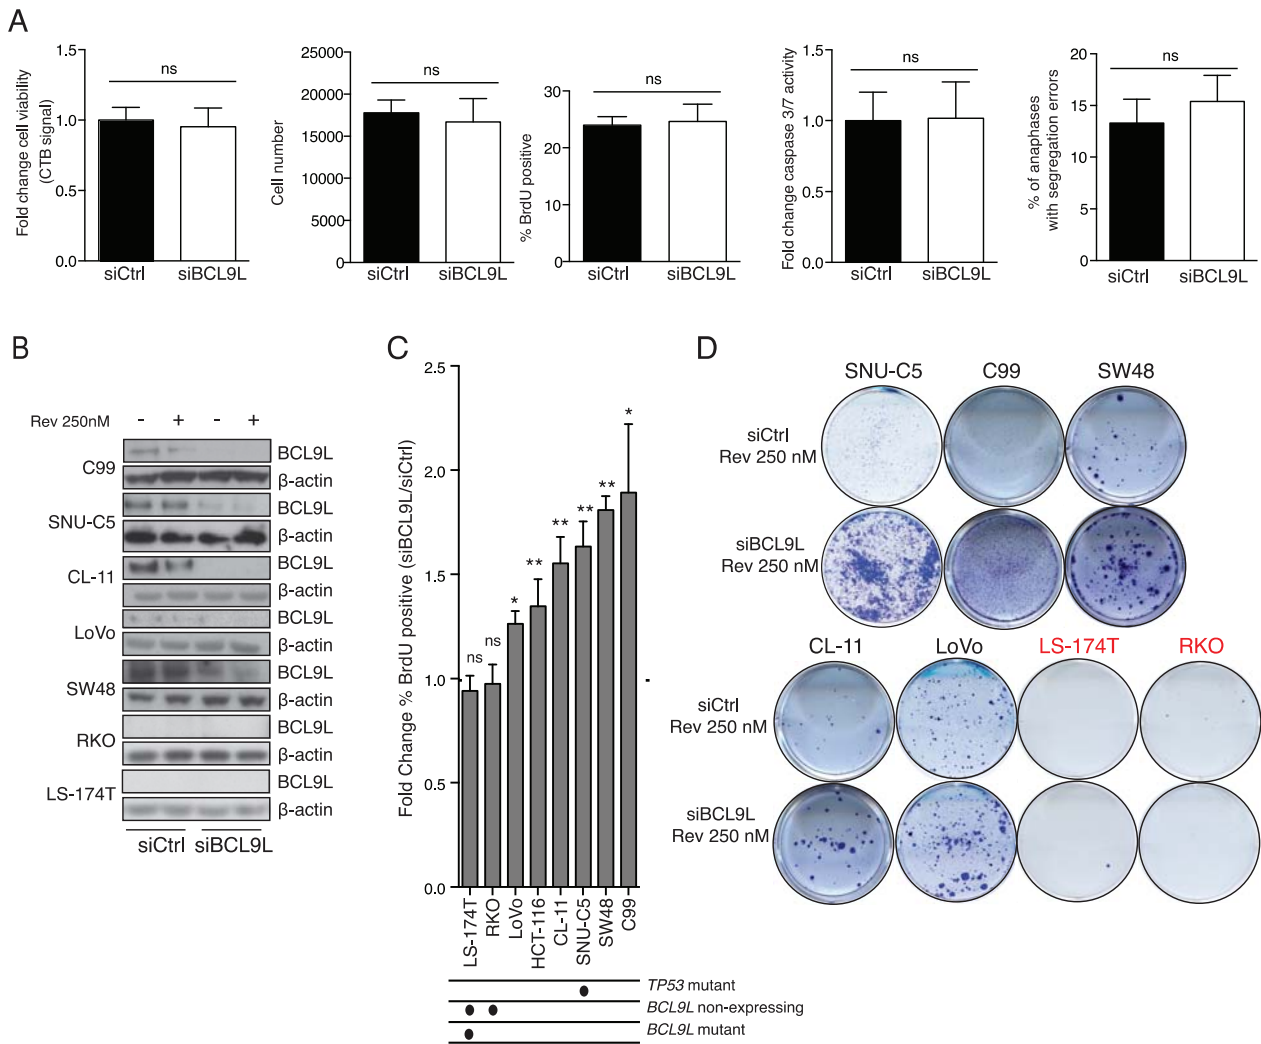 A
Fold change cell viability
(CTB signal)
1.5
1.0
0.5
0.0
ns
siCtrl
siBCL9L
Cell number
25000
20000
15000
10000
5000
0
ns
siCtrl
siBCL9L
% BrdU positive
30
20
10
0
ns
siCtrl
siBCL9L
Fold change caspase 3/7 activity
1.5
1.0
0.5
0.0
ns
siCtrl
siBCL9L
% of anaphases
with segregation errors
20
15
10
5
0
ns
siCtrl
siBCL9L
B
Rev 250nM - + - +
C99
BCL9L
β-actin
SNU-C5
BCL9L
β-actin
CL-11
BCL9L
β-actin
LoVo
BCL9L
β-actin
SW48
BCL9L
β-actin
RKO
BCL9L
β-actin
LS-174T
BCL9L
β-actin
siCtrl siBCL9L
C
Fold Change % BrdU positive (siBCL9L/siCtrl)
2.5
2.0
1.5
1.0
0.5
0.0
ns ns * ** ** ** ** *
LS-174T
RKO
LoVo
HCT-116
CL-11
SNU-C5
SW48
C99
TP53 mutant
BCL9L non-expressing
BCL9L mutant
D
SNU-C5 C99 SW48
siCtrl
Rev 250 nM
siBCL9L
Rev 250 nM
CL-11 LoVo LS-174T RKO
siCtrl
Rev 250 nM
siBCL9L
Rev 250 nM